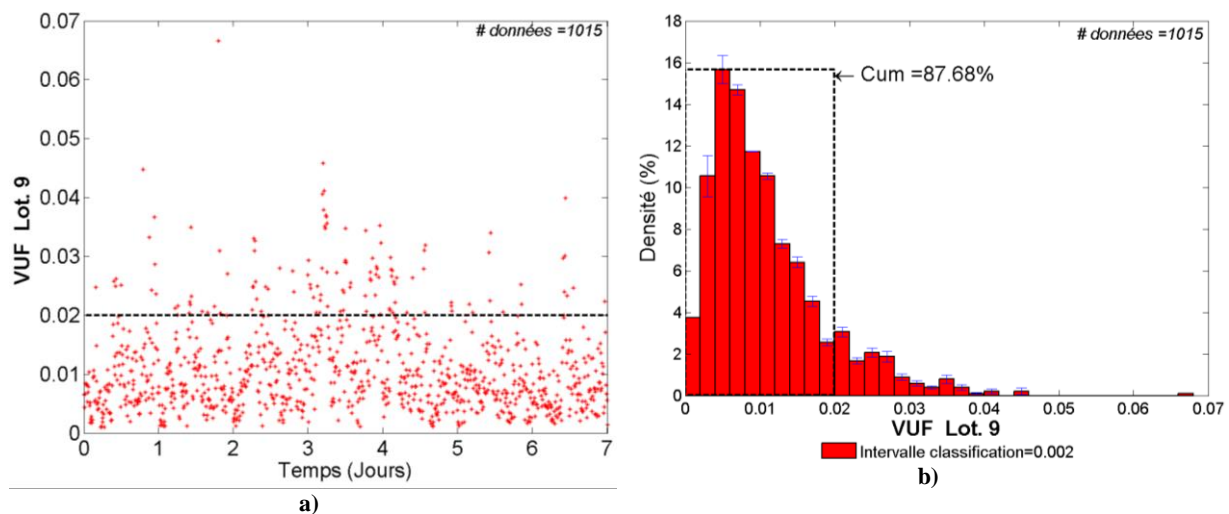 # données =1015
0.07
0.06
0.05
0.04
0.03
0.02
0.01
0
VUF Lot. 9
0 1 2 3 4 5 6 7
Temps (Jours)
a)
# données =1015
18
16
14
12
10
8
6
4
2
0
Densité (%)
← Cum =87.68%
0 0.01 0.02 0.03 0.04 0.05 0.06 0.07
VUF Lot. 9
Intervalle classification=0.002
b)